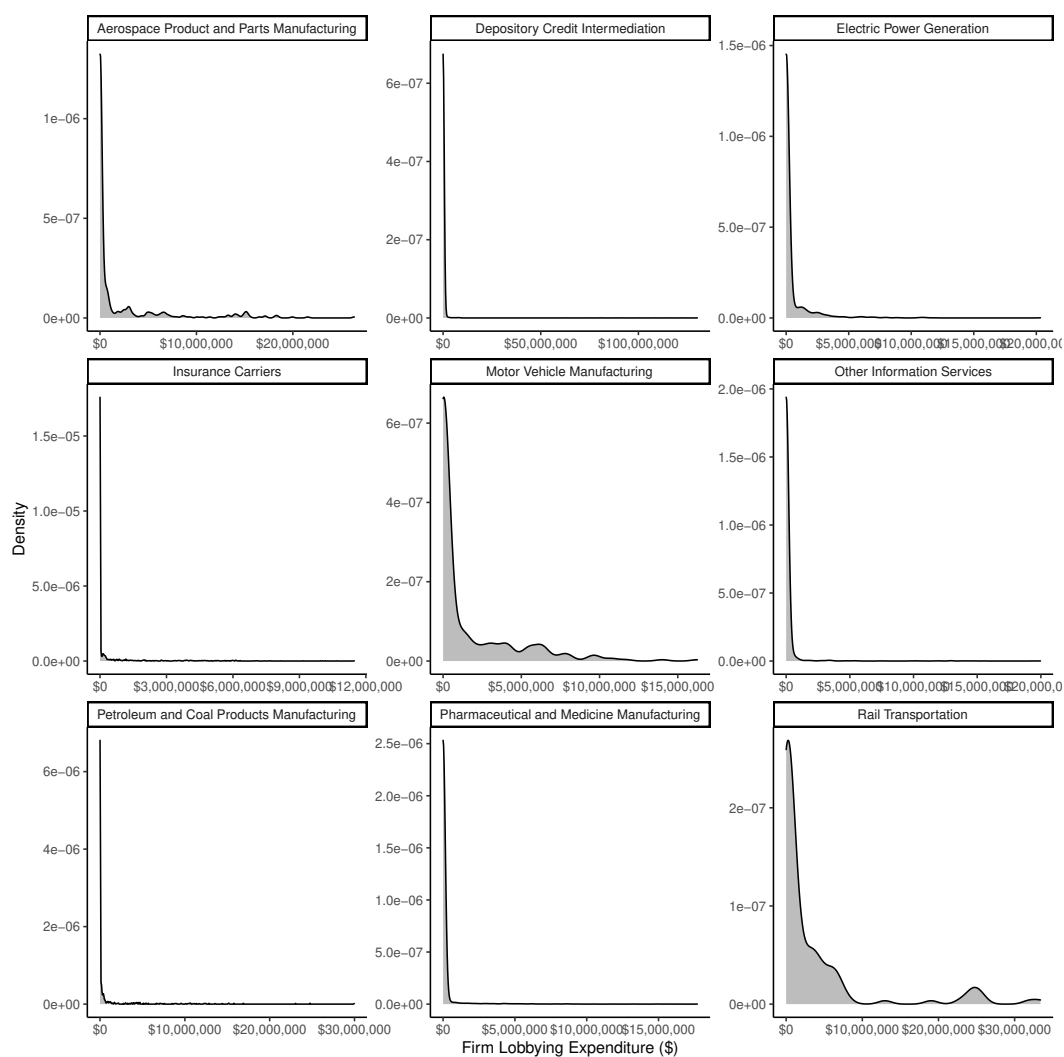 Aerospace Product and Parts Manufacturing
1e−06
5e−07
0e+00
$0 $10,000,000 $20,000,000
Depository Credit Intermediation
6e−07
4e−07
2e−07
0e+00
$0 $50,000,000 $100,000,000
Electric Power Generation
1.5e−06
1.0e−06
5.0e−07
0.0e+00
$0 $5,000,000 $10,000,000 $15,000,000 $20,000,0
Insurance Carriers
1.5e−05
1.0e−05
5.0e−06
0.0e+00
$0 $3,000,000 $6,000,000 $9,000,000 $12,000,000
Motor Vehicle Manufacturing
6e−07
4e−07
2e−07
0e+00
$0 $5,000,000 $10,000,000 $15,000,000
Other Information Services
2.0e−06
1.5e−06
1.0e−06
5.0e−07
0.0e+00
$0 $5,000,000 $10,000,000 $15,000,000 $20,000,0
Petroleum and Coal Products Manufacturing
6e−06
4e−06
2e−06
0e+00
$0 $10,000,000 $20,000,000 $30,000,000
Pharmaceutical and Medicine Manufacturing
2.5e−06
2.0e−06
1.5e−06
1.0e−06
5.0e−07
0.0e+00
$0 $5,000,000 $10,000,000 $15,000,000
Rail Transportation
2e−07
1e−07
0e+00
$0 $10,000,000 $20,000,000 $30,000,000
Density
Firm Lobbying Expenditure ($)